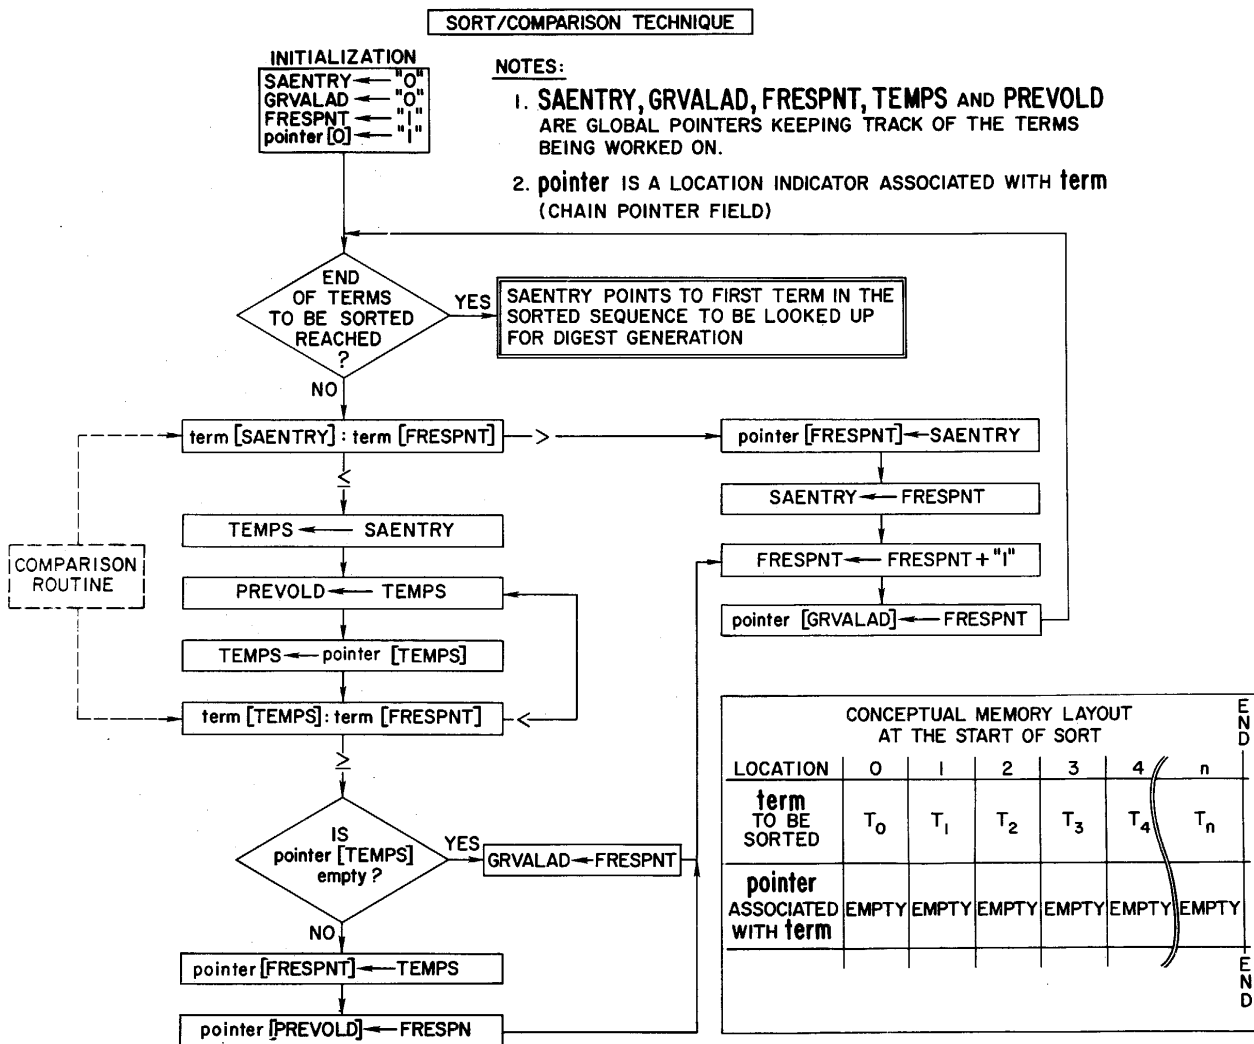 SORT/COMPARISON TECHNIQUE
INITIALIZATION
SAENTRY ← "0"
GRVALAD ← "0"
FRESPNT ← "1"
pointer [0] ← "1"
NOTES:
1. SAENTRY, GRVALAD, FRESPNT, TEMPS AND PREVOLD
ARE GLOBAL POINTERS KEEPING TRACK OF THE TERMS
BEING WORKED ON.
2. pointer IS A LOCATION INDICATOR ASSOCIATED WITH term
(CHAIN POINTER FIELD)
END
OF TERMS
TO BE SORTED
REACHED
?
YES
SAENTRY POINTS TO FIRST TERM IN THE
SORTED SEQUENCE TO BE LOOKED UP
FOR DIGEST GENERATION
NO
term [SAENTRY] : term [FRESPNT]
>
pointer [FRESPNT] ← SAENTRY
≤
SAENTRY ← FRESPNT
TEMPS ← SAENTRY
FRESPNT ← FRESPNT + "1"
COMPARISON
ROUTINE
PREVOLD ← TEMPS
pointer [GRVALAD] ← FRESPNT
TEMPS ← pointer [TEMPS]
term [TEMPS] : term [FRESPNT]
<
≥
IS
pointer [TEMPS]
empty ?
YES
GRVALAD ← FRESPNT
NO
pointer [FRESPNT] ← TEMPS
pointer [PREVOLD] ← FRESPN
CONCEPTUAL MEMORY LAYOUT
AT THE START OF SORT
END
LOCATION 0 1 2 3 4 n
term
TO BE
SORTED
T0 T1 T2 T3 T4 Tn
pointer
ASSOCIATED
WITH term
EMPTY EMPTY EMPTY EMPTY EMPTY EMPTY
END